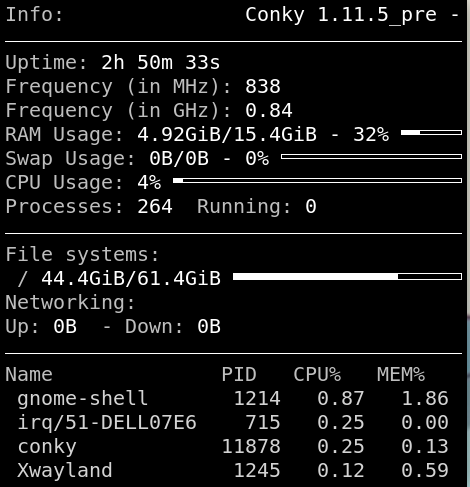 Info: Conky 1.11.5_pre -
Uptime: 2h 50m 33s
Frequency (in MHz): 838
Frequency (in GHz): 0.84
RAM Usage: 4.92GiB/15.4GiB - 32%
Swap Usage: 0B/0B - 0%
CPU Usage: 4%
Processes: 264  Running: 0
File systems:
/ 44.4GiB/61.4GiB
Networking:
Up: 0B  - Down: 0B
Name PID CPU% MEM%
gnome-shell 1214 0.87 1.86
irq/51-DELL07E6 715 0.25 0.00
conky 11878 0.25 0.13
Xwayland 1245 0.12 0.59